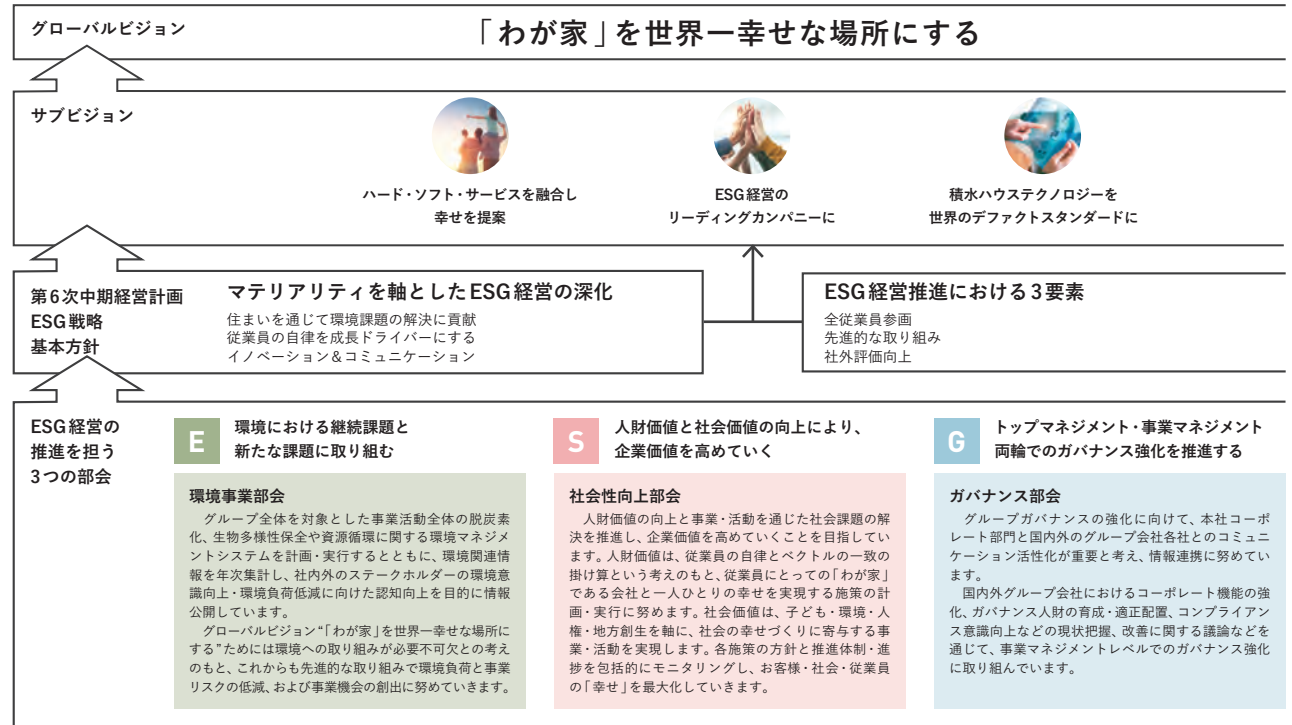 グローバルビジョン
「わが家」を世界一幸せな場所にする
サブビジョン
ハード・ソフト・サービスを融合し
幸せを提案
ESG経営の
リーディングカンパニーに
積水ハウステクノロジーを
世界のデファクトスタンダードに
第6次中期経営計画
ESG戦略
基本方針
マテリアリティを軸としたESG経営の深化
住まいを通じて環境課題の解決に貢献
従業員の自律を成長ドライバーにする
イノベーション＆コミュニケーション
ESG経営推進における3要素
全従業員参画
先進的な取り組み
社外評価向上
ESG経営の
推進を担う
3つの部会
E
環境における継続課題と
新たな課題に取り組む
環境事業部会
グループ全体を対象とした事業活動全体の脱炭素
化、生物多様性保全や資源循環に関する環境マネジメ
ントシステムを計画・実行するとともに、環境関連情
報を年次集計し、社内外のステークホルダーの環境意
識向上・環境負荷低減に向けた認知向上を目的に情報
公開しています。
グローバルビジョン“「わが家」を世界一幸せな場所に
する”ためには環境への取り組みが必要不可欠との考え
のもと、これからも先進的な取り組みで環境負荷と事業
リスクの低減、および事業機会の創出に努めていきます。
S
人財価値と社会価値の向上により、
企業価値を高めていく
社会性向上部会
人財価値の向上と事業・活動を通じた社会課題の解
決を推進し、企業価値を高めていくことを目指してい
ます。人財価値は、従業員の自律とベクトルの一致の
掛け算という考えのもと、従業員にとっての「わが家」
である会社と一人ひとりの幸せを実現する施策の計
画・実行に努めます。社会価値は、子ども・環境・人
権・地方創生を軸に、社会の幸せづくりに寄与する事
業・活動を実現します。各施策の方針と推進体制・進
捗を包括的にモニタリングし、お客様・社会・従業員
の「幸せ」を最大化していきます。
G
トップマネジメント・事業マネジメント
両輪でのガバナンス強化を推進する
ガバナンス部会
グループガバナンスの強化に向けて、本社コーポ
レート部門と国内外のグループ会社各社とのコミュニ
ケーション活性化が重要と考え、情報連携に努めてい
ます。
国内外グループ会社におけるコーポレート機能の強
化、ガバナンス人財の育成・適正配置、コンプライアン
ス意識向上などの現状把握、改善に関する議論などを
通じて、事業マネジメントレベルでのガバナンス強化
に取り組んでいます。